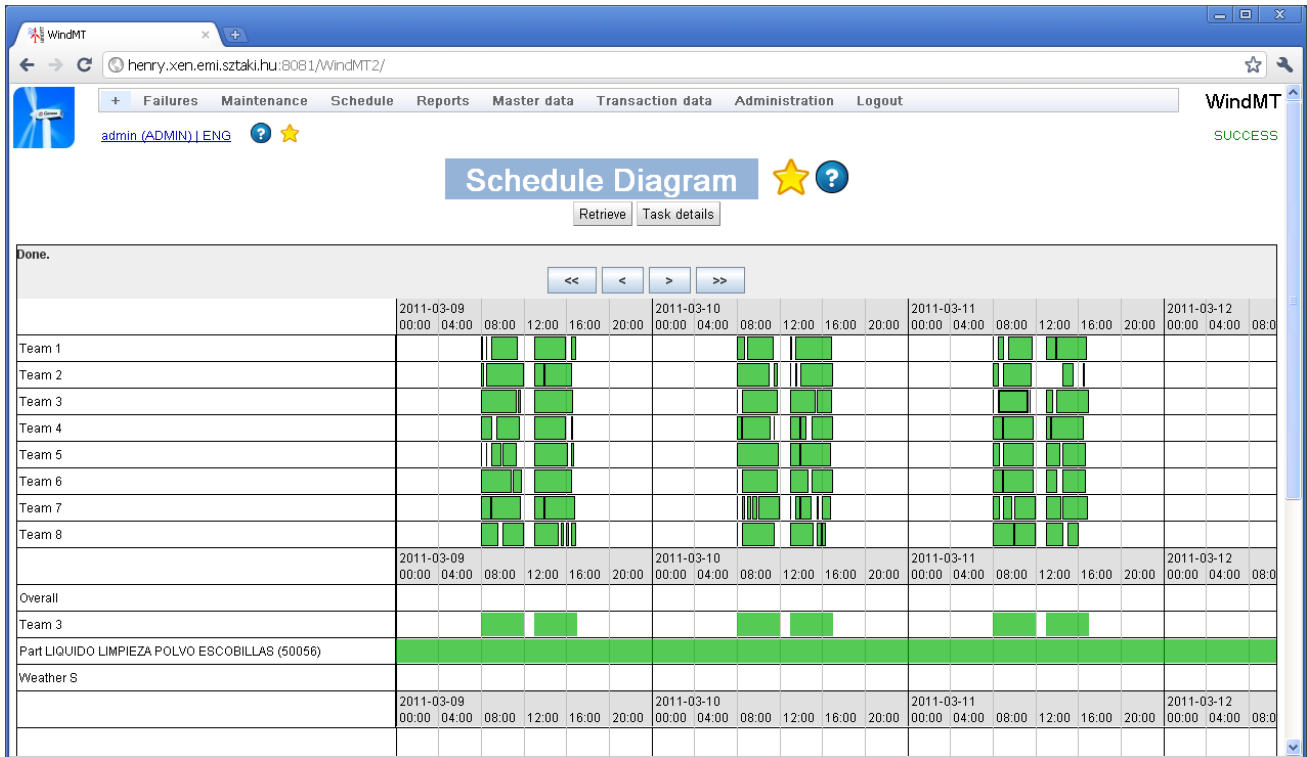 WindMT
henry.xen.emi.sztaki.hu:8081/WindMT2/
+ Failures Maintenance Schedule Reports Master data Transaction data Administration Logout
WindMT
admin (ADMIN) | ENG ?
SUCCESS
Schedule Diagram ?
Retrieve Task details
Done.
<< < > >>
2011-03-09 2011-03-10 2011-03-11 2011-03-12
00:00 04:00 08:00 12:00 16:00 20:00 00:00 04:00 08:00 12:00 16:00 20:00 00:00 04:00 08:00 12:00 16:00 20:00 00:00 04:00 08:0
Team 1
Team 2
Team 3
Team 4
Team 5
Team 6
Team 7
Team 8
2011-03-09 2011-03-10 2011-03-11 2011-03-12
00:00 04:00 08:00 12:00 16:00 20:00 00:00 04:00 08:00 12:00 16:00 20:00 00:00 04:00 08:00 12:00 16:00 20:00 00:00 04:00 08:0
Overall
Team 3
Part LIQUIDO LIMPIEZA POLVO ESCOBILLAS (50056)
Weather S
2011-03-09 2011-03-10 2011-03-11 2011-03-12
00:00 04:00 08:00 12:00 16:00 20:00 00:00 04:00 08:00 12:00 16:00 20:00 00:00 04:00 08:00 12:00 16:00 20:00 00:00 04:00 08:0